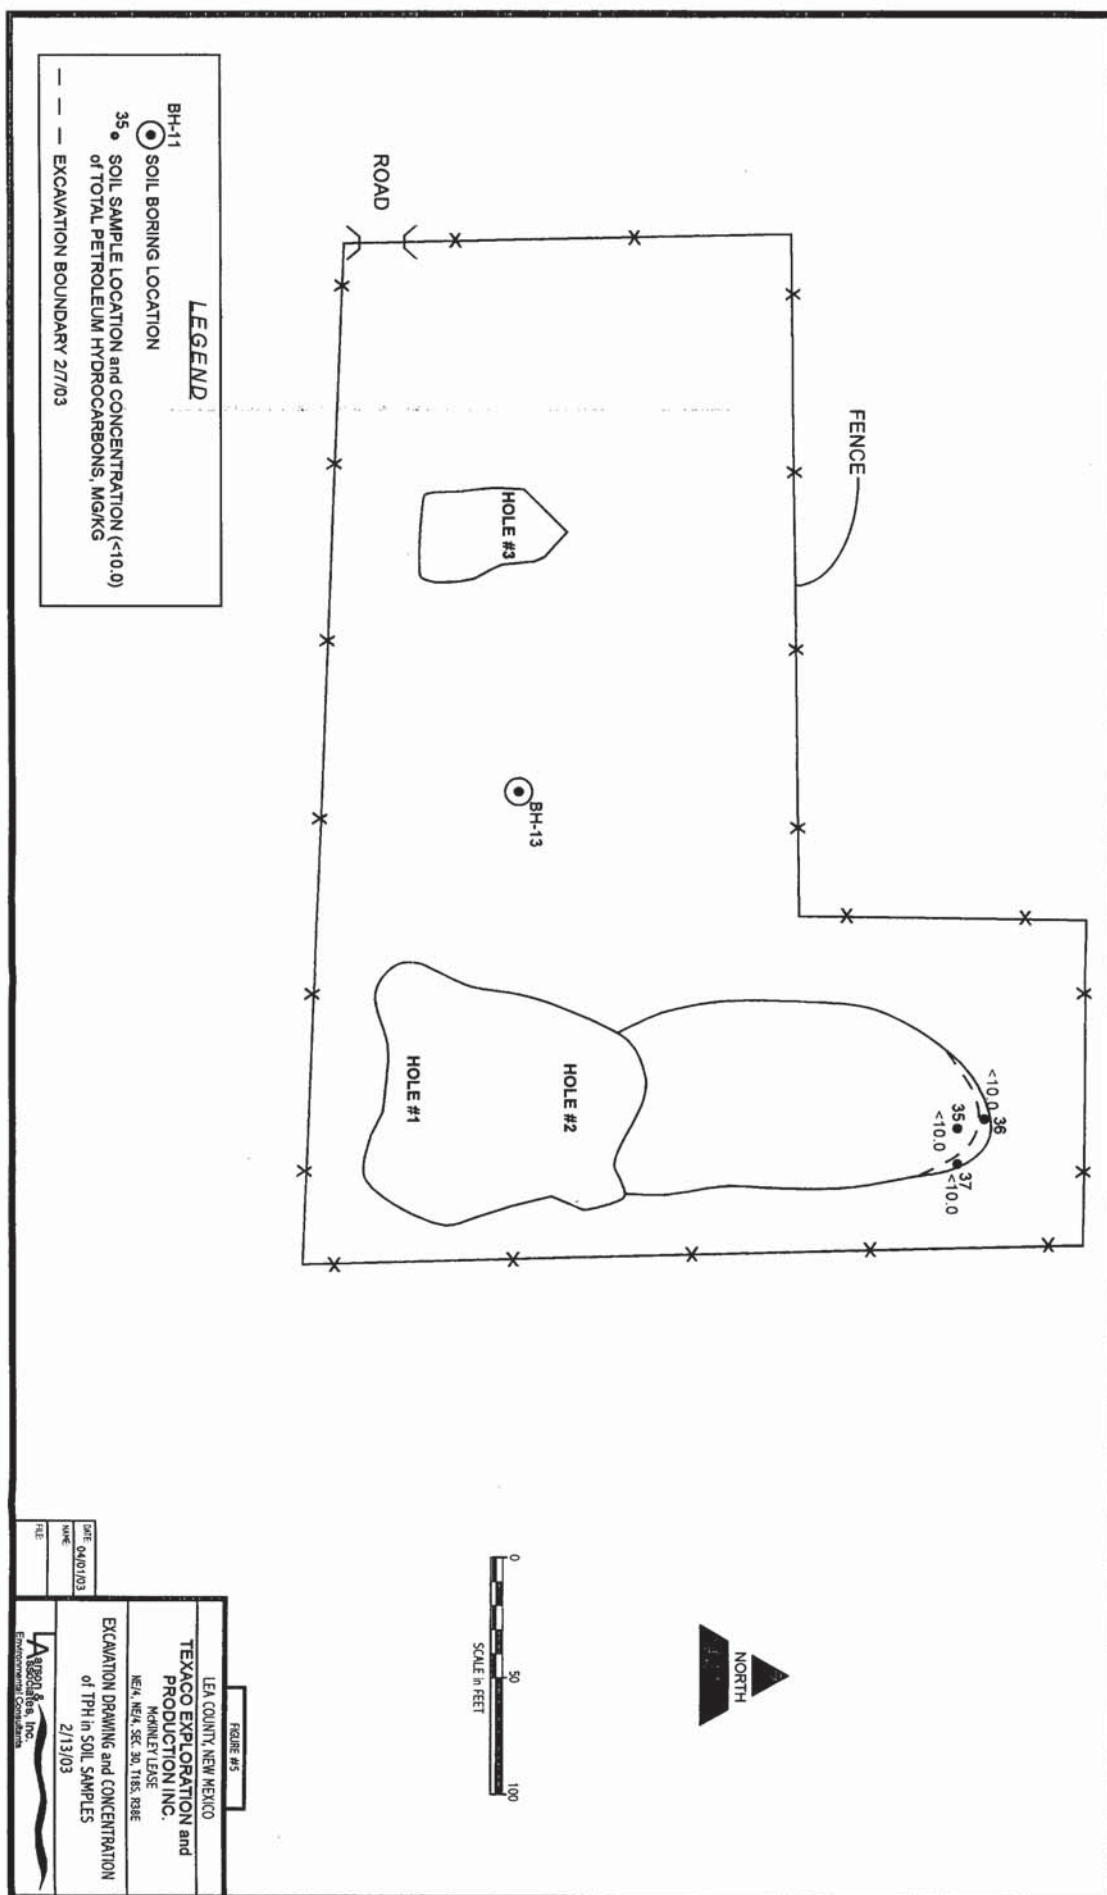 FENCE
ROAD
HOLE #3
BH-13
HOLE #2
HOLE #1
36
<10.0
35
<10.0
37
<10.0
NORTH
0 50 100
SCALE in FEET
LEGEND
BH-11
SOIL BORING LOCATION
35 SOIL SAMPLE LOCATION and CONCENTRATION (<10.0)
of TOTAL PETROLEUM HYDROCARBONS, MG/KG
EXCAVATION BOUNDARY 2/7/03
FIGURE #5
LEA COUNTY, NEW MEXICO
TEXACO EXPLORATION and
PRODUCTION INC.
McKINLEY LEASE
NE/4, NE/4, SEC. 30, T18S, R38E
EXCAVATION DRAWING and CONCENTRATION
of TPH in SOIL SAMPLES
2/13/03
DATE: 04/01/03
NAME:
FILE:
Larson &
Associates, Inc.
Environmental Consultants